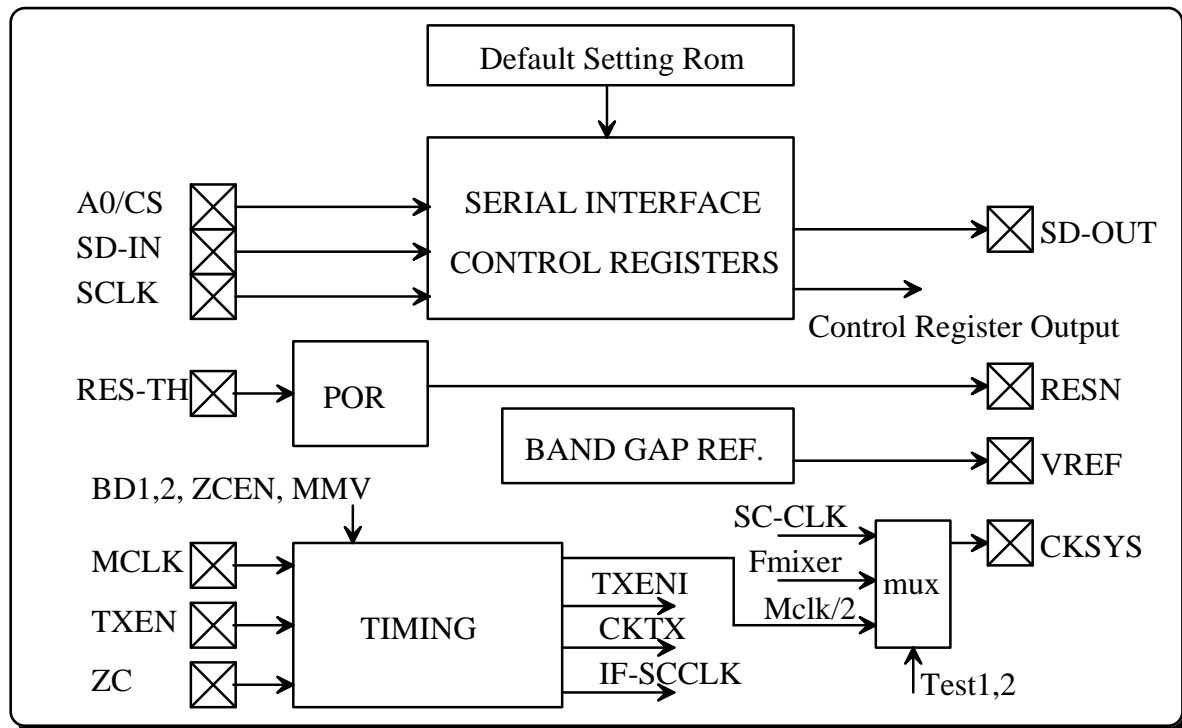 Default Setting Rom
A0/CS
SD-IN
SCLK
SERIAL INTERFACE
CONTROL REGISTERS
SD-OUT
Control Register Output
RES-TH
POR
RESN
BAND GAP REF.
VREF
BD1,2, ZCEN, MMV
MCLK
TXEN
ZC
TIMING
TXENI
CKTX
IF-SCCLK
SC-CLK
Fmixer
Mclk/2
mux
CKSYS
Test1,2